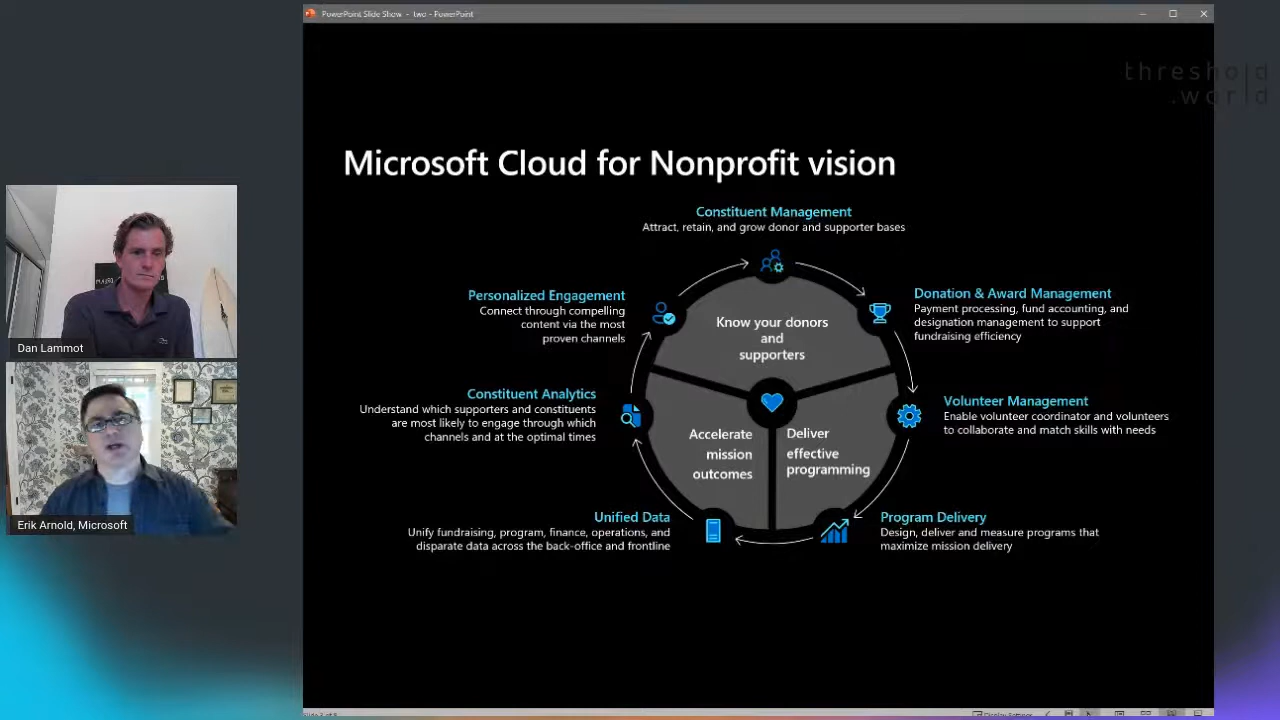 PowerPoint Slide Show - two - PowerPoint
threshold
.world
Microsoft Cloud for Nonprofit vision
Constituent Management
Attract, retain, and grow donor and supporter bases
Personalized Engagement
Connect through compelling
content via the most
proven channels
Donation & Award Management
Payment processing, fund accounting, and
designation management to support
fundraising efficiency
Know your donors
and
supporters
Constituent Analytics
Understand which supporters and constituents
are most likely to engage through which
channels and at the optimal times
Volunteer Management
Enable volunteer coordinator and volunteers
to collaborate and match skills with needs
Accelerate
mission
outcomes
Deliver
effective
programming
Unified Data
Unify fundraising, program, finance, operations, and
disparate data across the back-office and frontline
Program Delivery
Design, deliver and measure programs that
maximize mission delivery
Dan Lammot
Erik Arnold, Microsoft
Display Settings